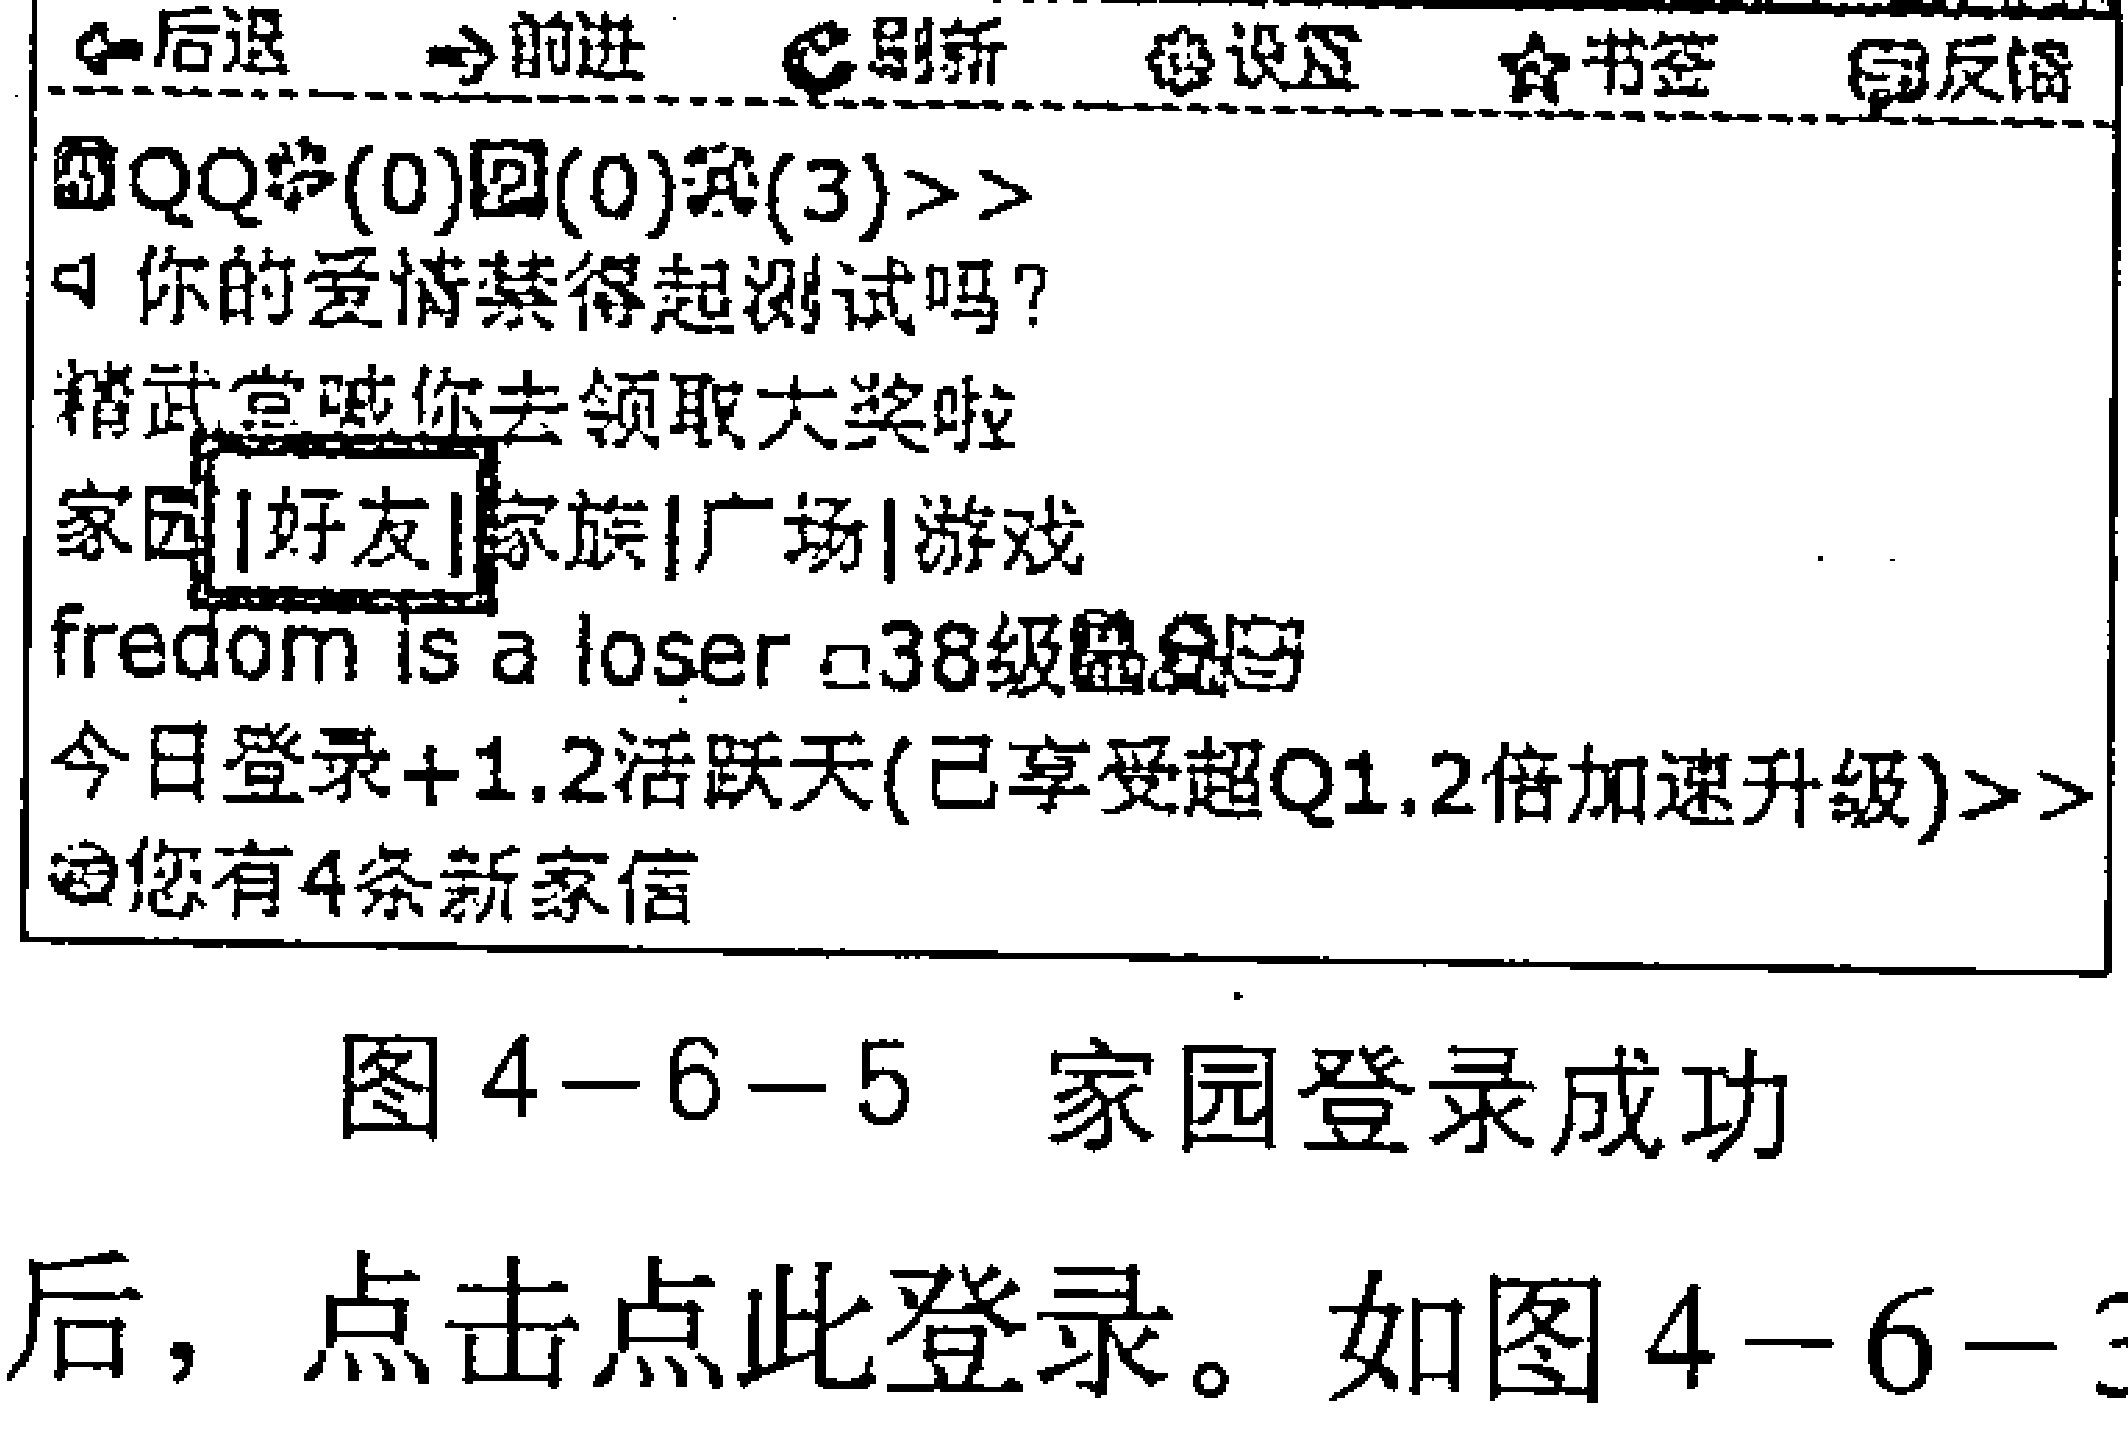 后退 前进 刷新 设置 书签 反馈
QQ(0)(0)(3)>>
你的爱情禁得起测试吗?
精武堂喊你去领取大奖啦
家园|好友|家族|广场|游戏
fredom is a loser 38级
今日登录+1.2活跃天(已享受超Q1.2倍加速升级)>>
您有4条新家信
图 4－6－5 家园登录成功
后，点击点此登录。如图 4－6－3